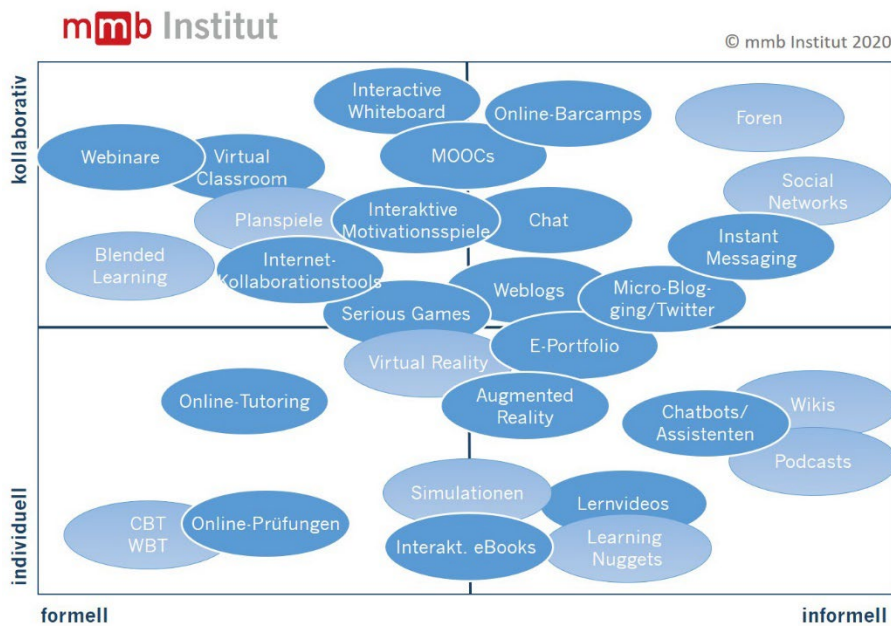 mmb Institut
© mmb Institut 2020
kollaborativ
Interactive
Whiteboard
Online-Barcamps
Foren
Webinare
Virtual
Classroom
MOOCs
Social
Networks
Planspiele
Interaktive
Motivationsspiele
Chat
Instant
Messaging
Blended
Learning
Internet-
Kollaborationstools
Weblogs
Micro-Blog-
ging/Twitter
Serious Games
E-Portfolio
Virtual Reality
Online-Tutoring
Augmented
Reality
Chatbots/
Assistenten
Wikis
Podcasts
Simulationen
Lernvideos
CBT
WBT
Online-Prüfungen
Interakt. eBooks
Learning
Nuggets
individuell
formell
informell